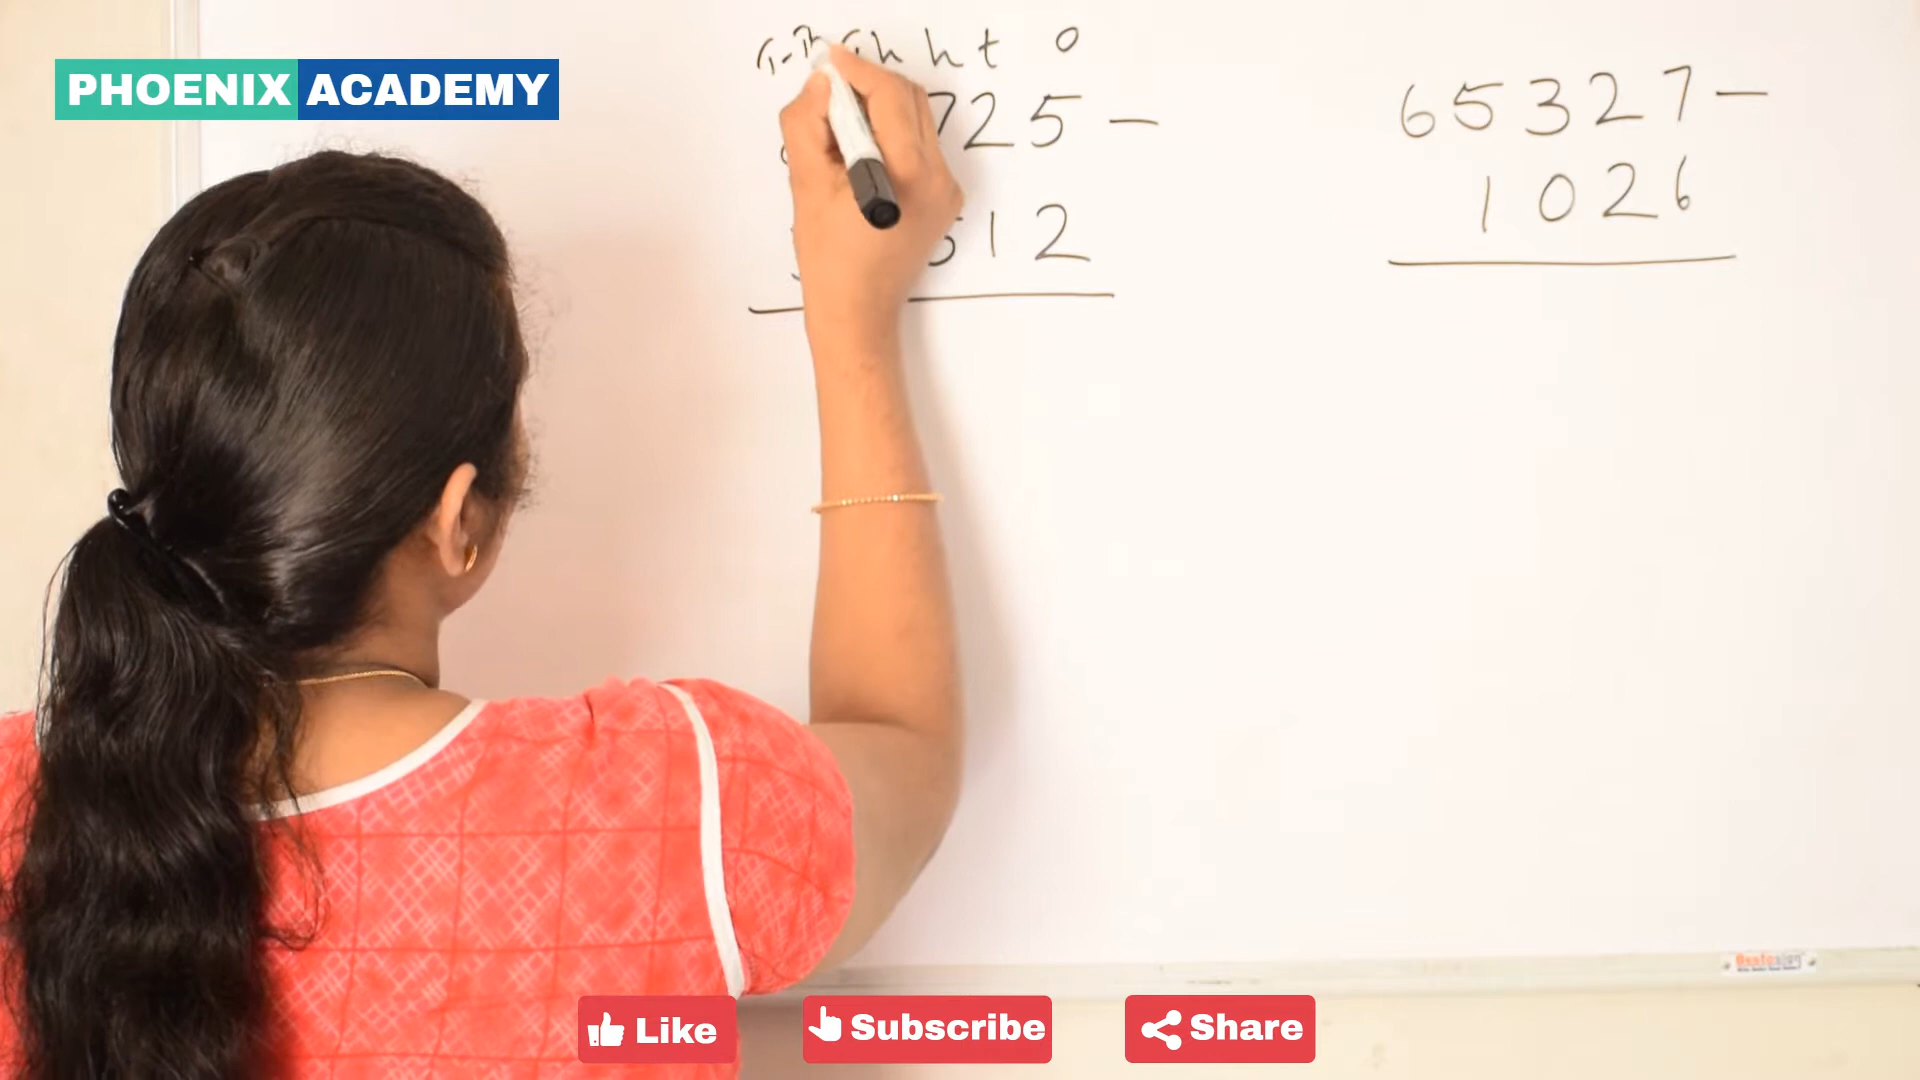 PHOENIX ACADEMY
h t o
725 -
12
65327 -
1026
Like
Subscribe
Share